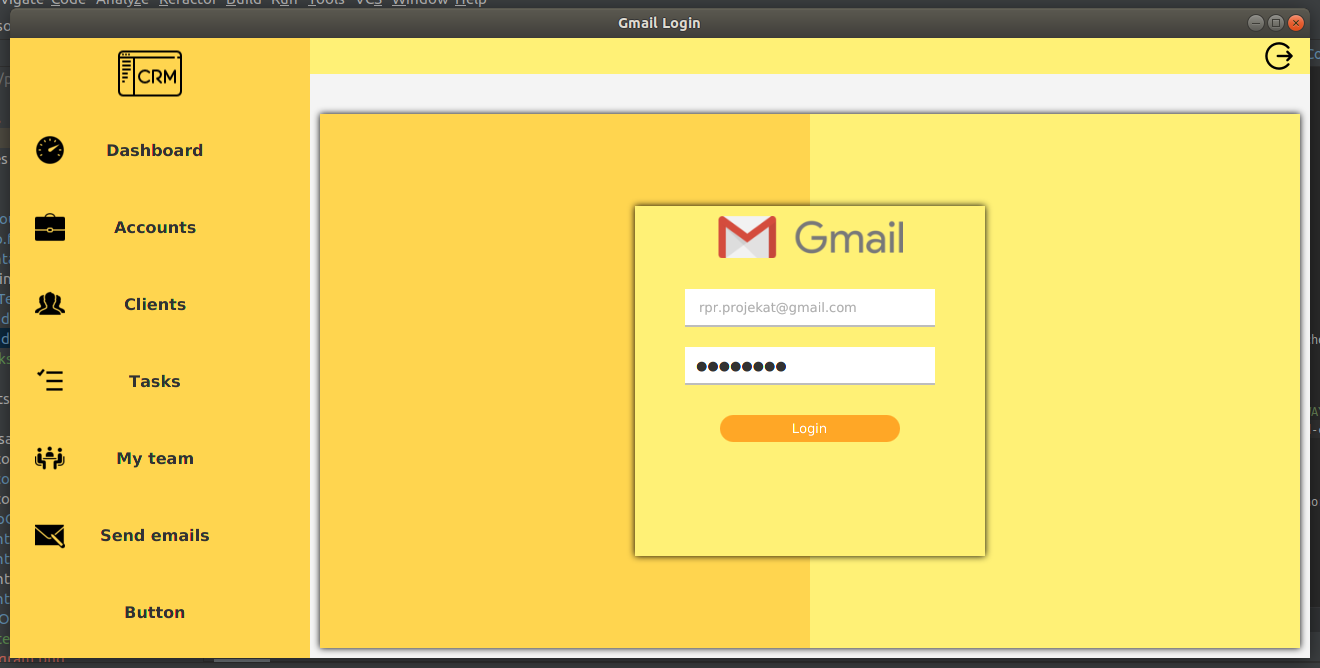 Navigate Code Analyze Refactor Build Run Tools VCS Window Help
Gmail Login
CRM
Dashboard
Accounts
Clients
Tasks
My team
Send emails
Button
Gmail
rpr.projekat@gmail.com
●●●●●●●●
Login